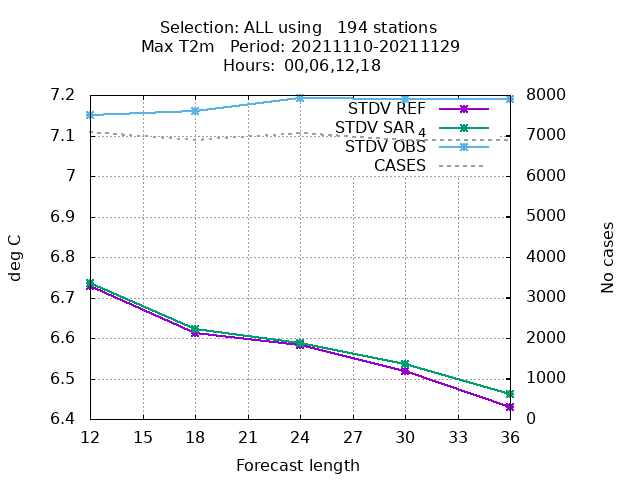 Selection: ALL using   194 stations
Max T2m   Period: 20211110-20211129
Hours: 00,06,12,18
7.2
7.1
7
6.9
6.8
6.7
6.6
6.5
6.4
deg C
8000
7000
6000
5000
4000
3000
2000
1000
0
No cases
STDV REF
STDV SAR 4
STDV OBS
CASES
12 15 18 21 24 27 30 33 36
Forecast length